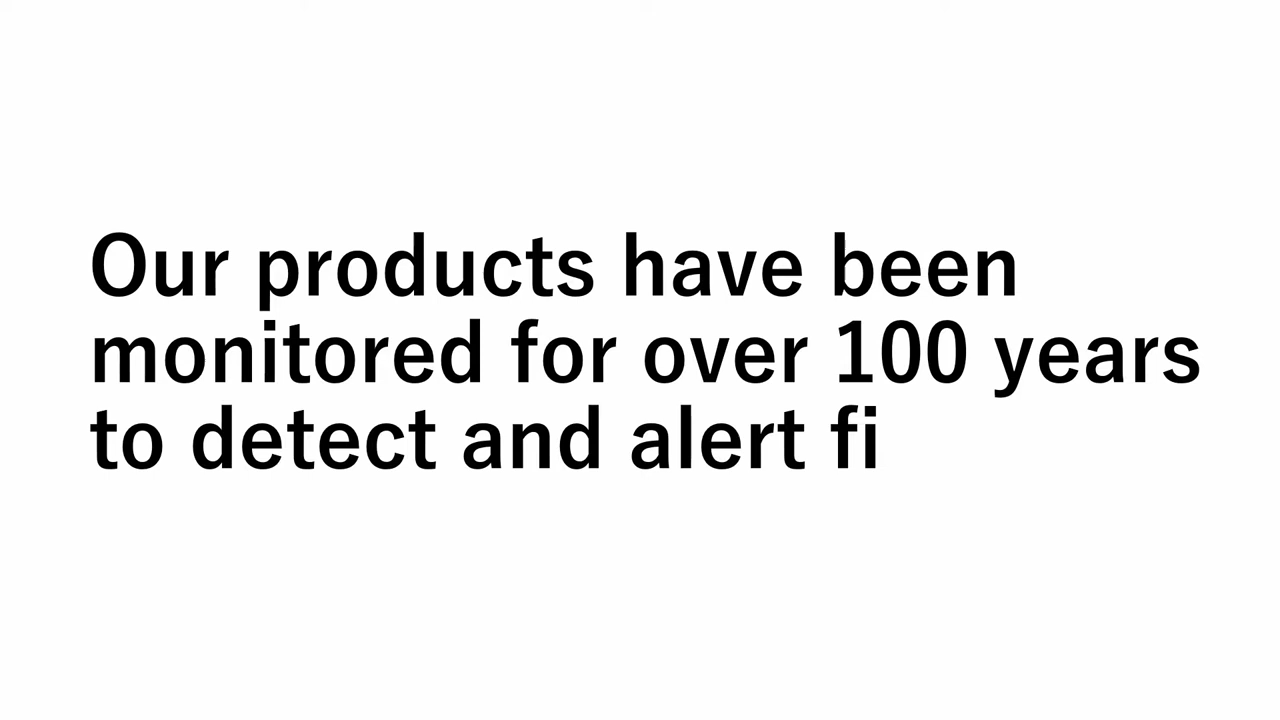 Our products have been
monitored for over 100 years
to detect and alert fi